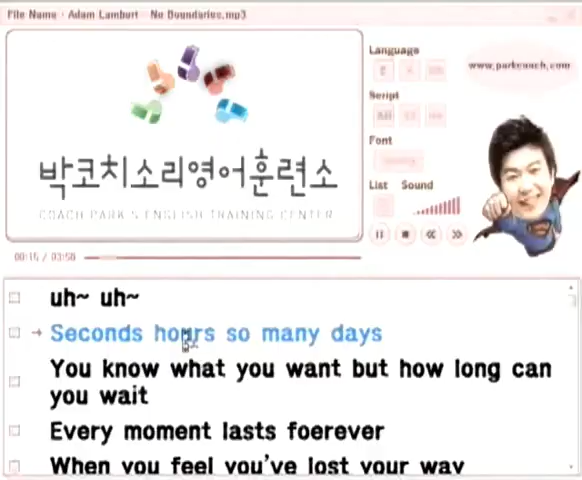 File Name - Adam Lambert - No Boundaries.mp3
Language
www.parkcoach.com
Script
Font
List Sound
박코치소리영어훈련소
COACH PARK'S ENGLISH TRAINING CENTER
00:15 / 03:58
uh~ uh~
→ Seconds hours so many days
You know what you want but how long can
you wait
Every moment lasts foerever
When you feel you've lost your way